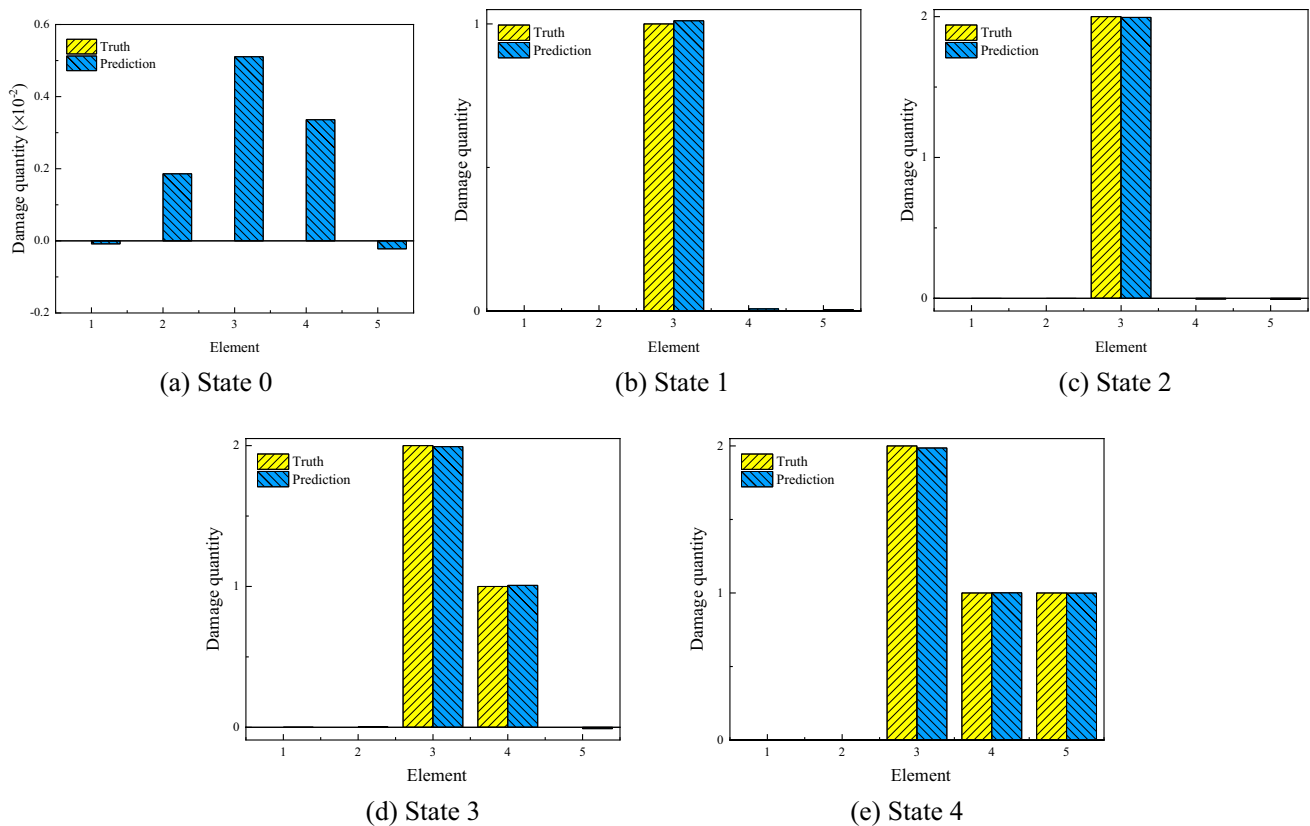 0.6
0.4
0.2
0.0
-0.2
Damage quantity (×10⁻²)
Truth
Prediction
1 2 3 4 5
Element
(a) State 0
1
0
Damage quantity
Truth
Prediction
1 2 3 4 5
Element
(b) State 1
2
1
0
Damage quantity
Truth
Prediction
1 2 3 4 5
Element
(c) State 2
2
1
0
Damage quantity
Truth
Prediction
1 2 3 4 5
Element
(d) State 3
2
1
0
Damage quantity
Truth
Prediction
1 2 3 4 5
Element
(e) State 4